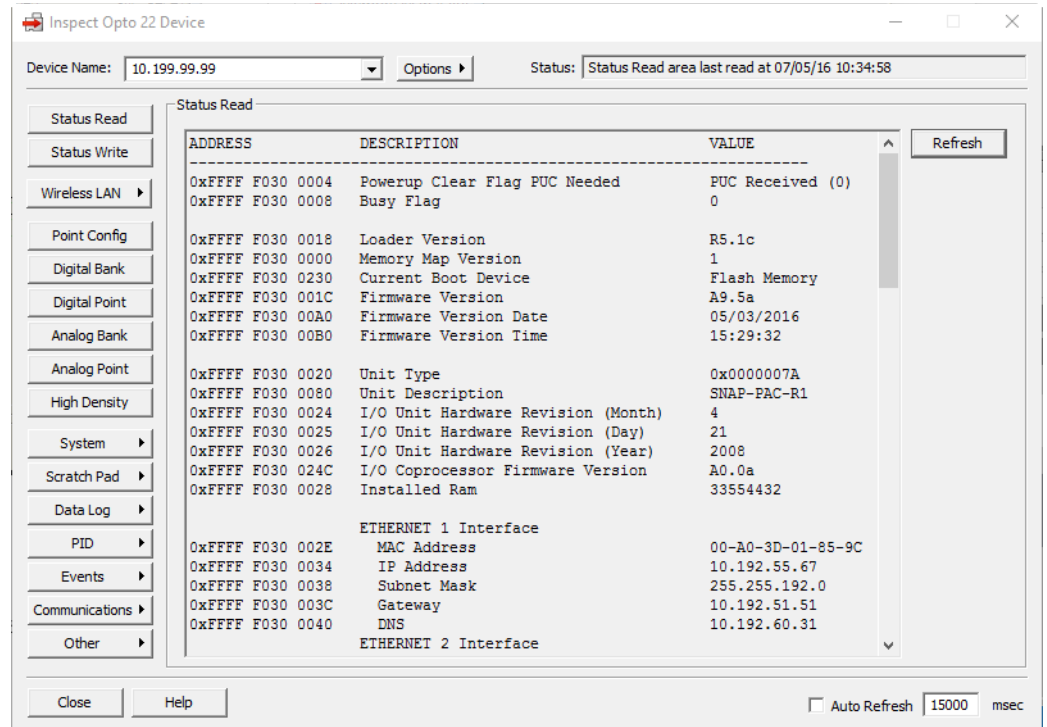 Inspect Opto 22 Device
Device Name: 10.199.99.99 Options Status: Status Read area last read at 07/05/16 10:34:58
Status Read
Status Write
Wireless LAN
Point Config
Digital Bank
Digital Point
Analog Bank
Analog Point
High Density
System
Scratch Pad
Data Log
PID
Events
Communications
Other
Status Read
Refresh
ADDRESS DESCRIPTION VALUE
--------------------------------------------------------------------------
0xFFFF F030 0004 Powerup Clear Flag PUC Needed PUC Received (0)
0xFFFF F030 0008 Busy Flag 0
0xFFFF F030 0018 Loader Version R5.1c
0xFFFF F030 0000 Memory Map Version 1
0xFFFF F030 0230 Current Boot Device Flash Memory
0xFFFF F030 001C Firmware Version A9.5a
0xFFFF F030 00A0 Firmware Version Date 05/03/2016
0xFFFF F030 00B0 Firmware Version Time 15:29:32
0xFFFF F030 0020 Unit Type 0x0000007A
0xFFFF F030 0080 Unit Description SNAP-PAC-R1
0xFFFF F030 0024 I/O Unit Hardware Revision (Month) 4
0xFFFF F030 0025 I/O Unit Hardware Revision (Day) 21
0xFFFF F030 0026 I/O Unit Hardware Revision (Year) 2008
0xFFFF F030 024C I/O Coprocessor Firmware Version A0.0a
0xFFFF F030 0028 Installed Ram 33554432
ETHERNET 1 Interface
0xFFFF F030 002E MAC Address 00-A0-3D-01-85-9C
0xFFFF F030 0034 IP Address 10.192.55.67
0xFFFF F030 0038 Subnet Mask 255.255.192.0
0xFFFF F030 003C Gateway 10.192.51.51
0xFFFF F030 0040 DNS 10.192.60.31
ETHERNET 2 Interface
Close Help Auto Refresh 15000 msec